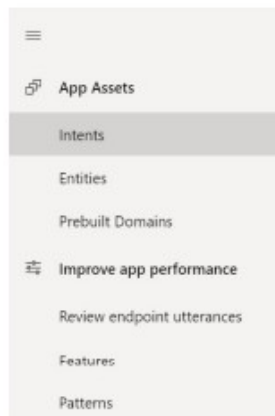 App Assets
Intents
Entities
Prebuilt Domains
Improve app performance
Review endpoint utterances
Features
Patterns